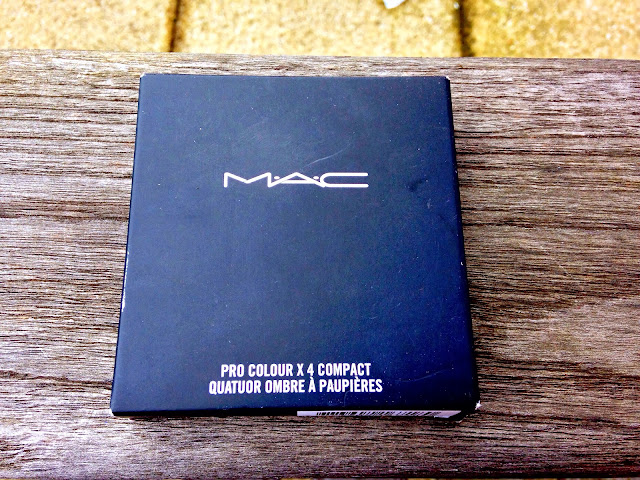 M·A·C
PRO COLOUR X 4 COMPACT
QUATUOR OMBRE À PAUPIÈRES